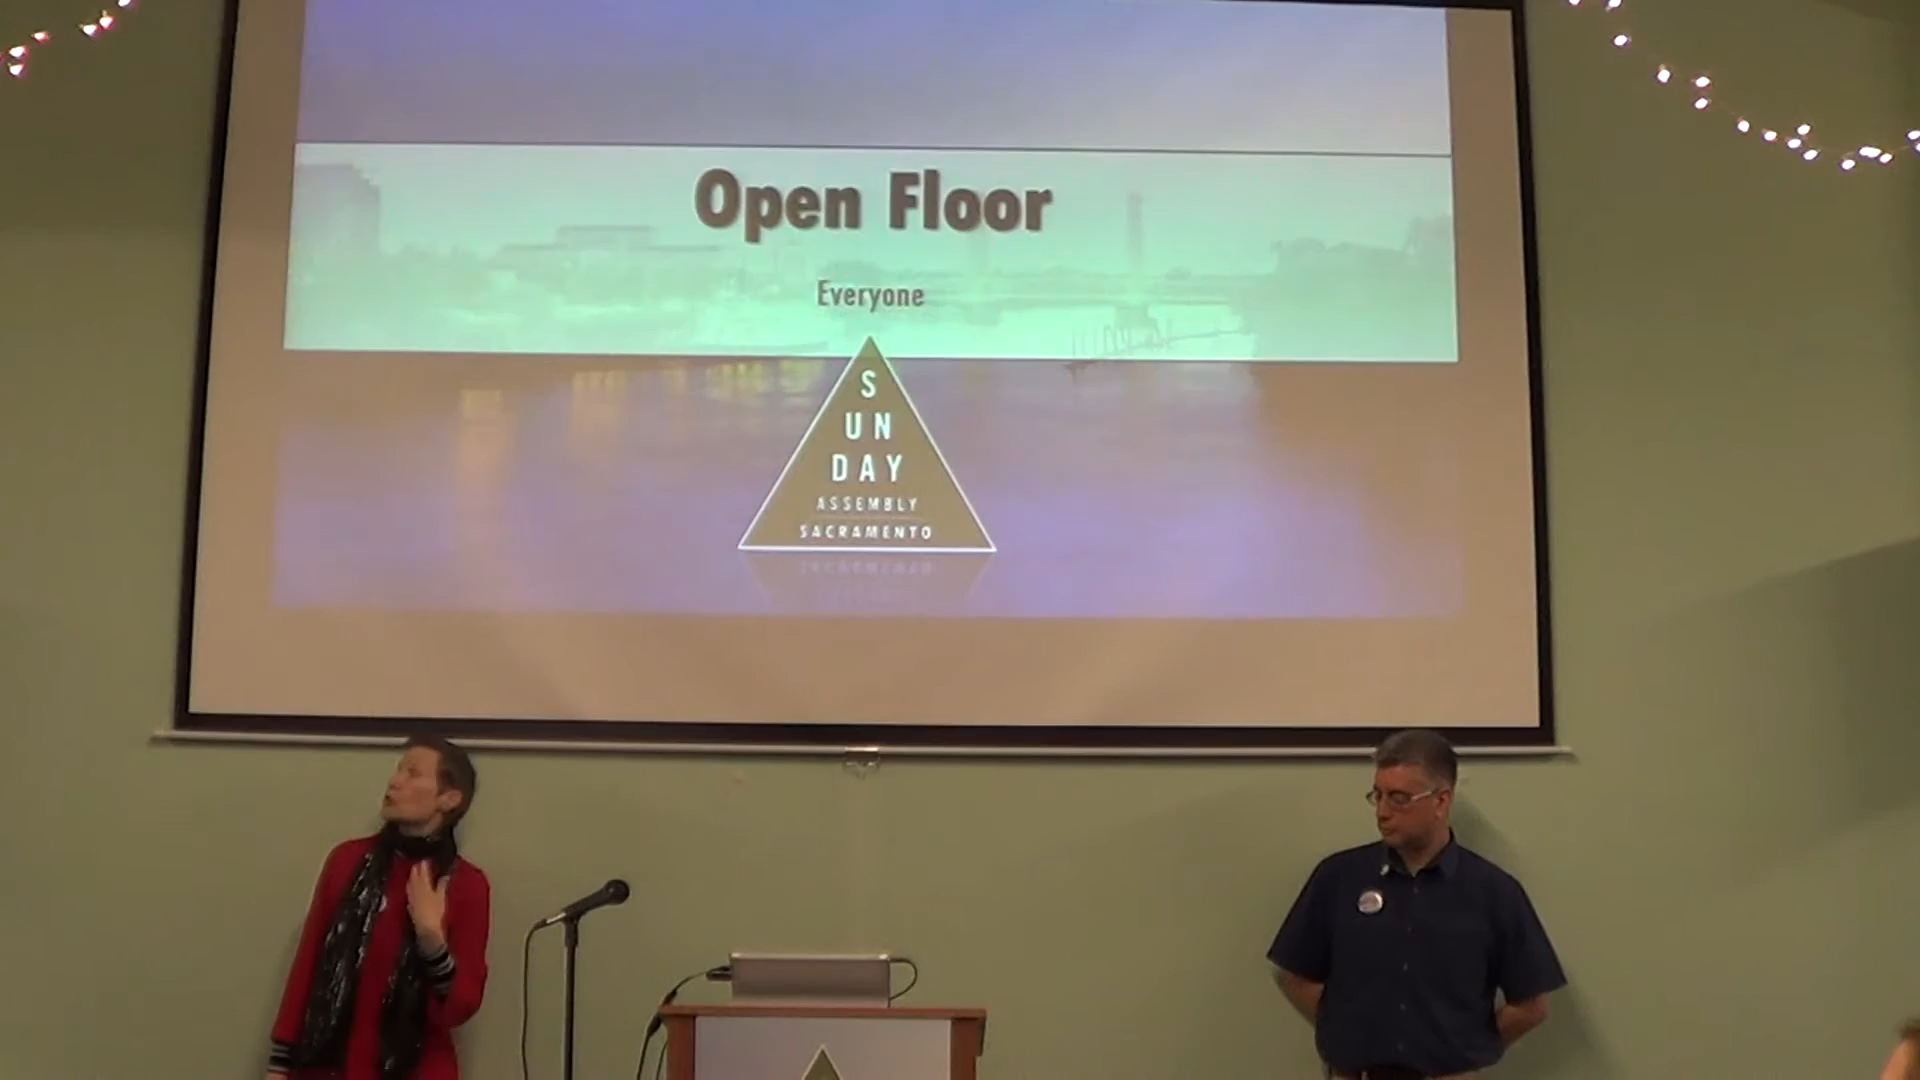 Open Floor
Everyone
S
UN
DAY
ASSEMBLY
SACRAMENTO